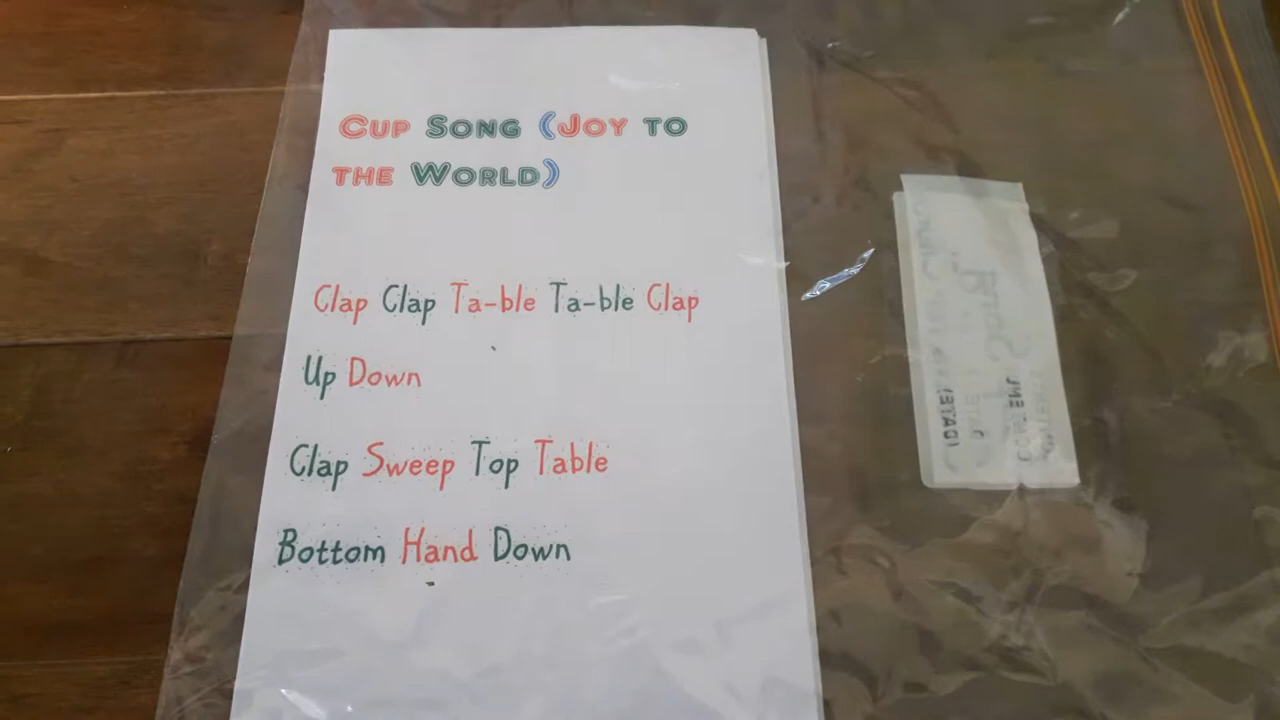 Cup Song (Joy to
the World)
Clap Clap Ta-ble Ta-ble Clap
Up Down
Clap Sweep Top Table
Bottom Hand Down